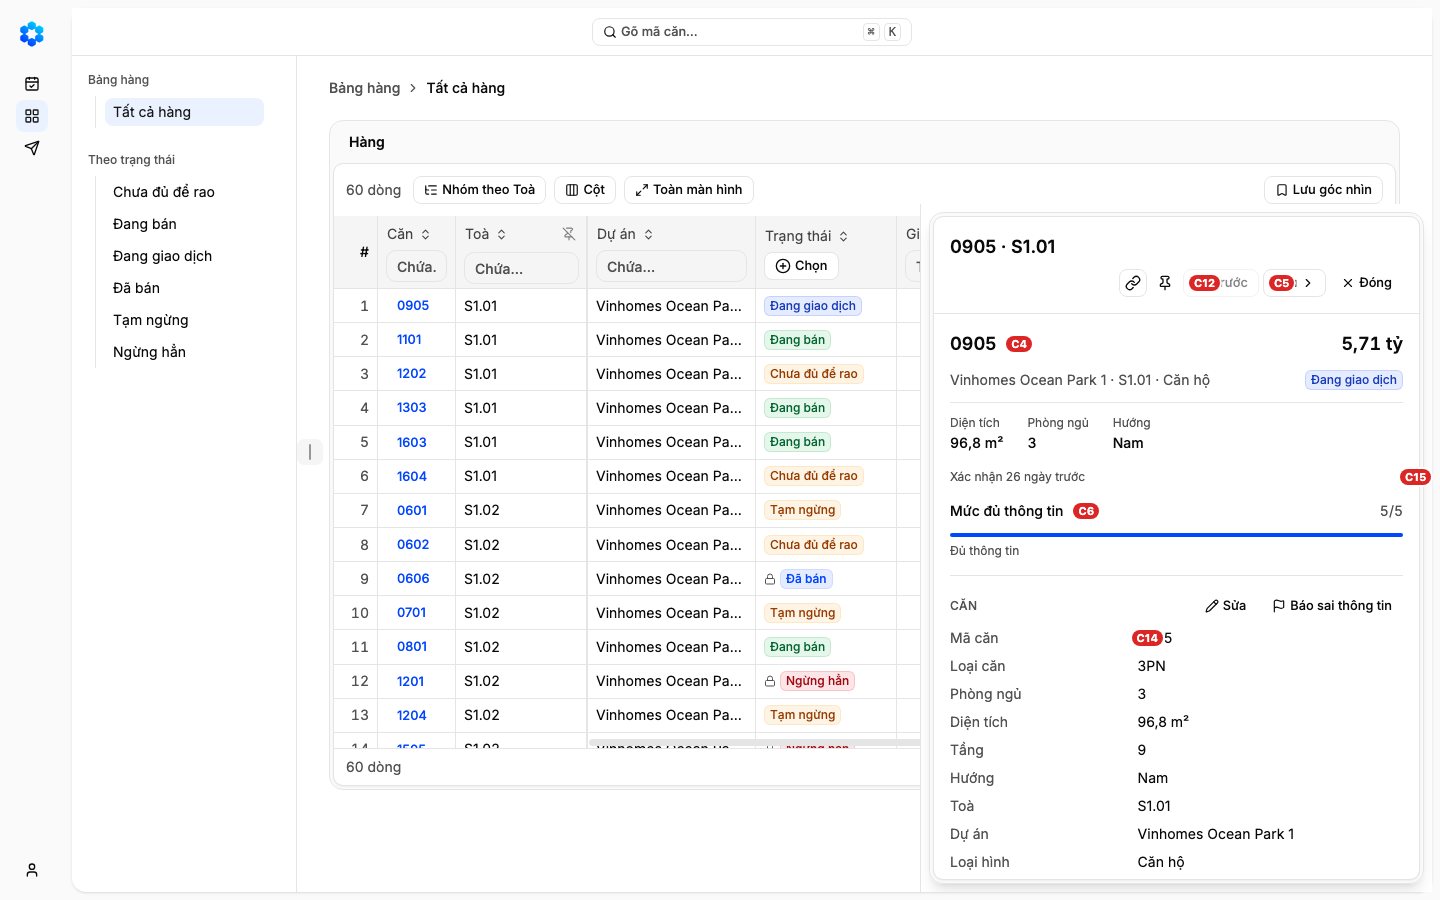 Gõ mã căn... ⌘ K
Bảng hàng
Tất cả hàng
Theo trạng thái
Chưa đủ để rao
Đang bán
Đang giao dịch
Đã bán
Tạm ngừng
Ngừng hẳn
Bảng hàng > Tất cả hàng
Hàng
60 dòng Nhóm theo Toà Cột Toàn màn hình Lưu góc nhìn
# Căn Toà Dự án Trạng thái
Chứa. Chứa... Chứa... Chọn
1 0905 S1.01 Vinhomes Ocean Pa... Đang giao dịch
2 1101 S1.01 Vinhomes Ocean Pa... Đang bán
3 1202 S1.01 Vinhomes Ocean Pa... Chưa đủ để rao
4 1303 S1.01 Vinhomes Ocean Pa... Đang bán
5 1603 S1.01 Vinhomes Ocean Pa... Đang bán
6 1604 S1.01 Vinhomes Ocean Pa... Chưa đủ để rao
7 0601 S1.02 Vinhomes Ocean Pa... Tạm ngừng
8 0602 S1.02 Vinhomes Ocean Pa... Chưa đủ để rao
9 0606 S1.02 Vinhomes Ocean Pa... Đã bán
10 0701 S1.02 Vinhomes Ocean Pa... Tạm ngừng
11 0801 S1.02 Vinhomes Ocean Pa... Đang bán
12 1201 S1.02 Vinhomes Ocean Pa... Ngừng hẳn
13 1204 S1.02 Vinhomes Ocean Pa... Tạm ngừng
60 dòng
0905 · S1.01
C12 C5 Đóng
0905 C4 5,71 tỷ
Vinhomes Ocean Park 1 · S1.01 · Căn hộ Đang giao dịch
Diện tích Phòng ngủ Hướng
96,8 m² 3 Nam
Xác nhận 26 ngày trước C15
Mức đủ thông tin C6 5/5
Đủ thông tin
CĂN Sửa Báo sai thông tin
Mã căn C14 5
Loại căn 3PN
Phòng ngủ 3
Diện tích 96,8 m²
Tầng 9
Hướng Nam
Toà S1.01
Dự án Vinhomes Ocean Park 1
Loại hình Căn hộ